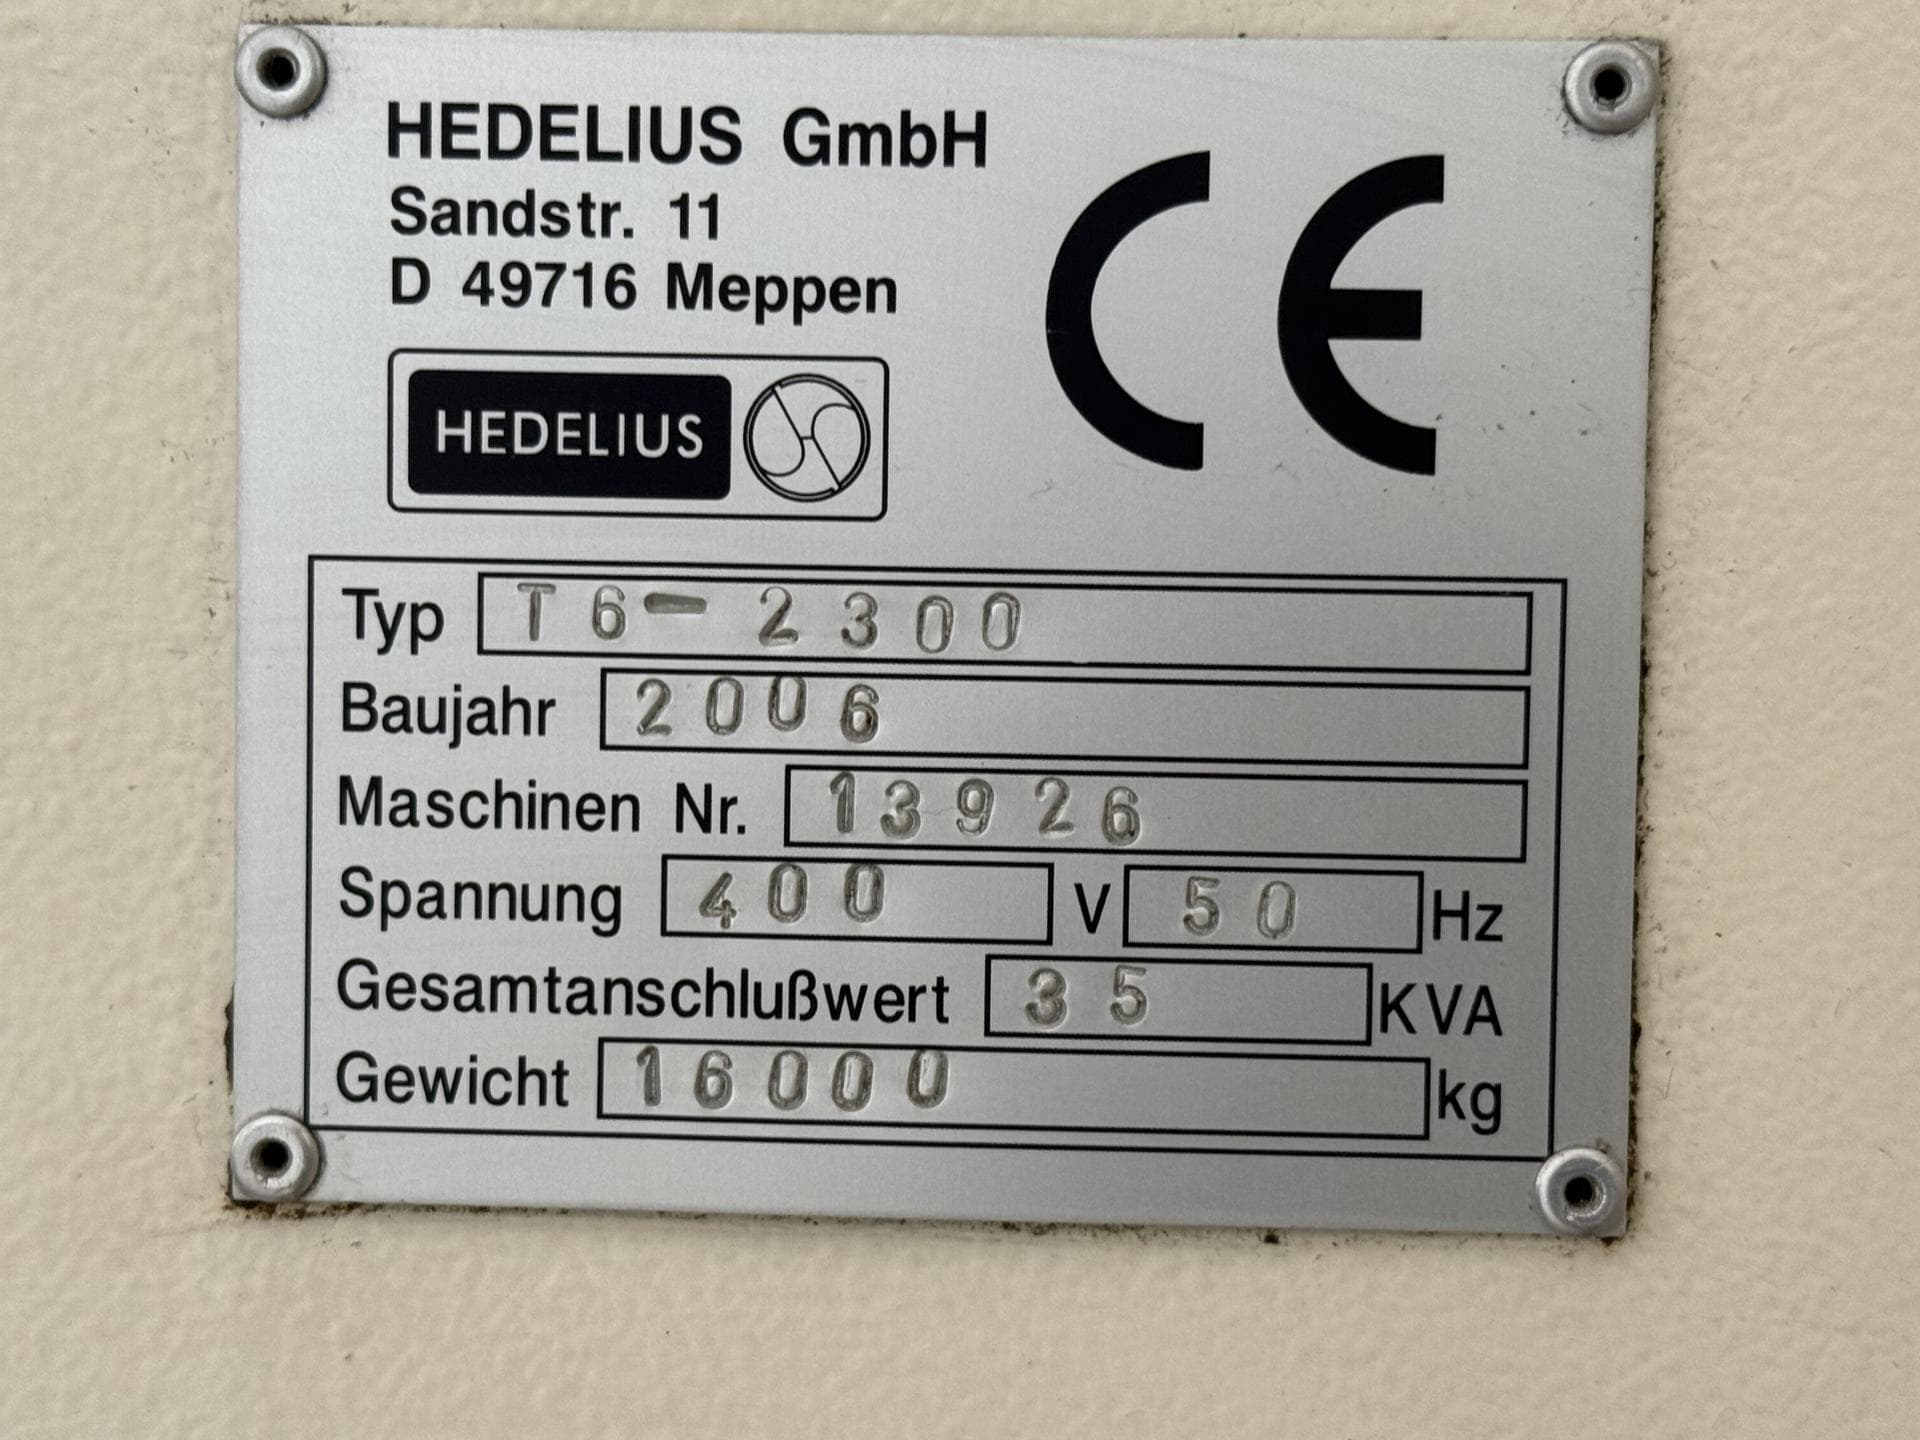 HEDELIUS GmbH
Sandstr. 11
D 49716 Meppen
CE
HEDELIUS
Typ T6-2300
Baujahr 2006
Maschinen Nr. 13926
Spannung 400 V 50 Hz
Gesamtanschlußwert 35 KVA
Gewicht 16000 kg